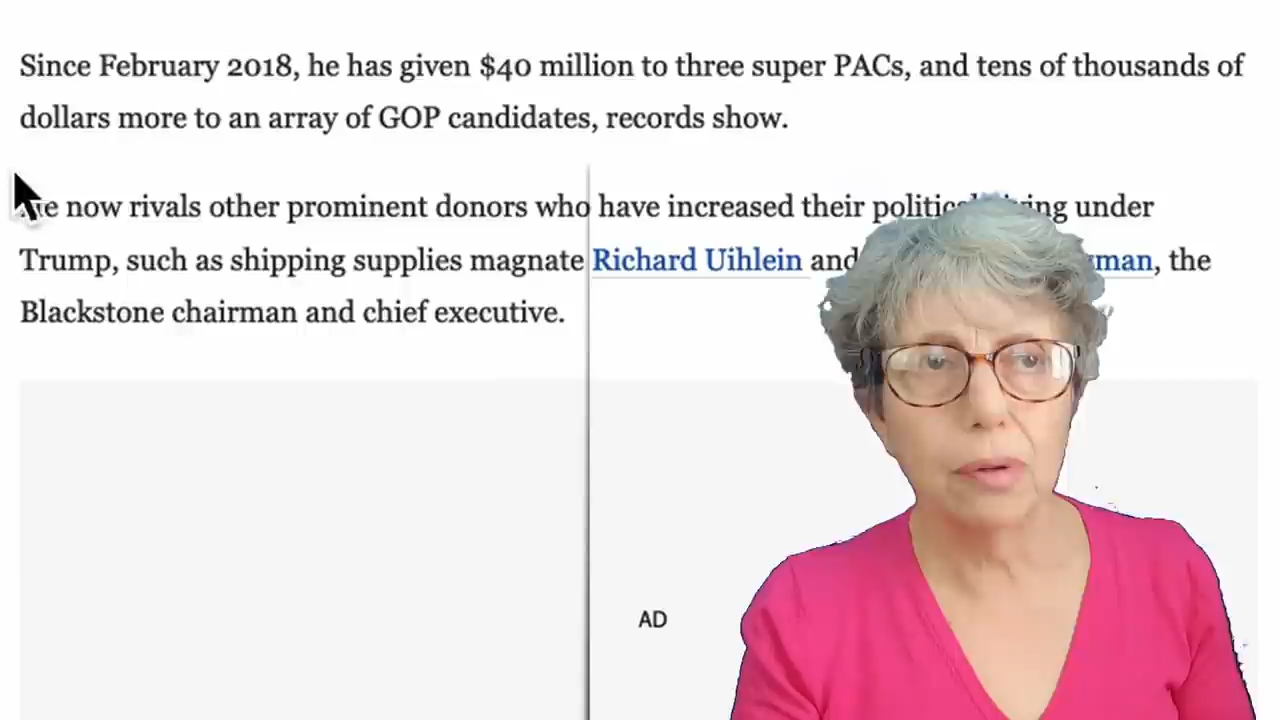 Since February 2018, he has given $40 million to three super PACs, and tens of thousands of
dollars more to an array of GOP candidates, records show.
now rivals other prominent donors who have increased their under
Trump, such as shipping supplies magnate Richard Uihlein and , the
Blackstone chairman and chief executive.
AD